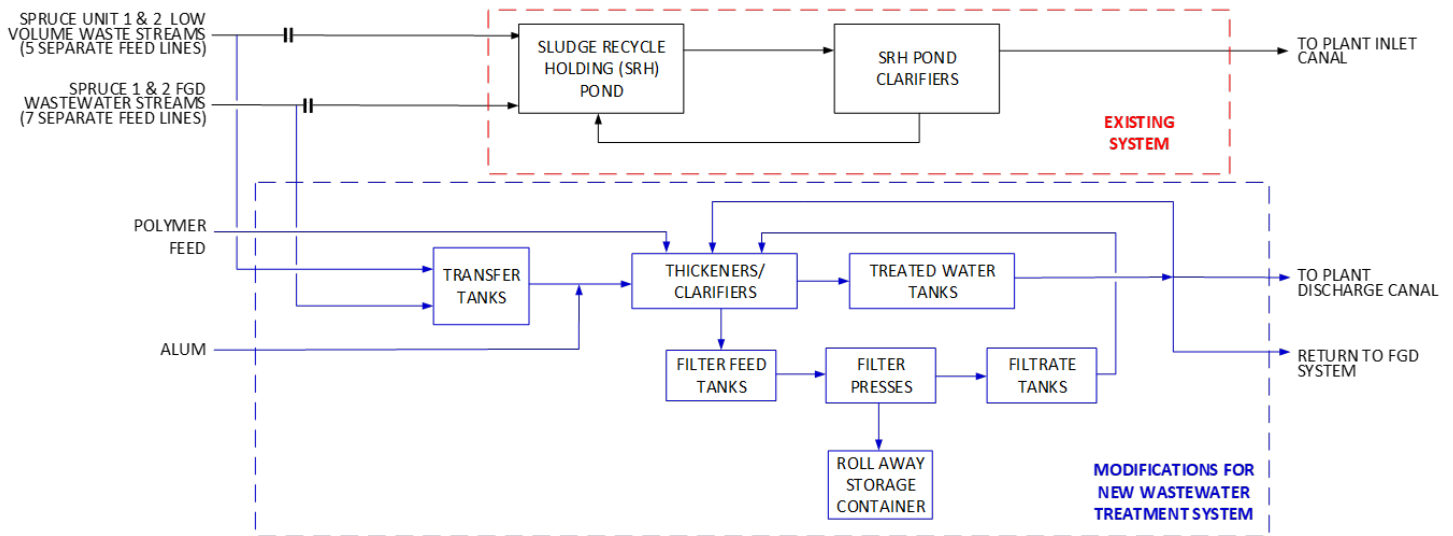 SPRUCE UNIT 1 & 2 LOW
VOLUME WASTE STREAMS
(5 SEPARATE FEED LINES)
SPRUCE 1 & 2 FGD
WASTEWATER STREAMS
(7 SEPARATE FEED LINES)
SLUDGE RECYCLE
HOLDING (SRH)
POND
SRH POND
CLARIFIERS
TO PLANT INLET
CANAL
EXISTING
SYSTEM
POLYMER
FEED
TRANSFER
TANKS
THICKENERS/
CLARIFIERS
TREATED WATER
TANKS
TO PLANT
DISCHARGE CANAL
ALUM
FILTER FEED
TANKS
FILTER
PRESSES
FILTRATE
TANKS
RETURN TO FGD
SYSTEM
ROLL AWAY
STORAGE
CONTAINER
MODIFICATIONS FOR
NEW WASTEWATER
TREATMENT SYSTEM